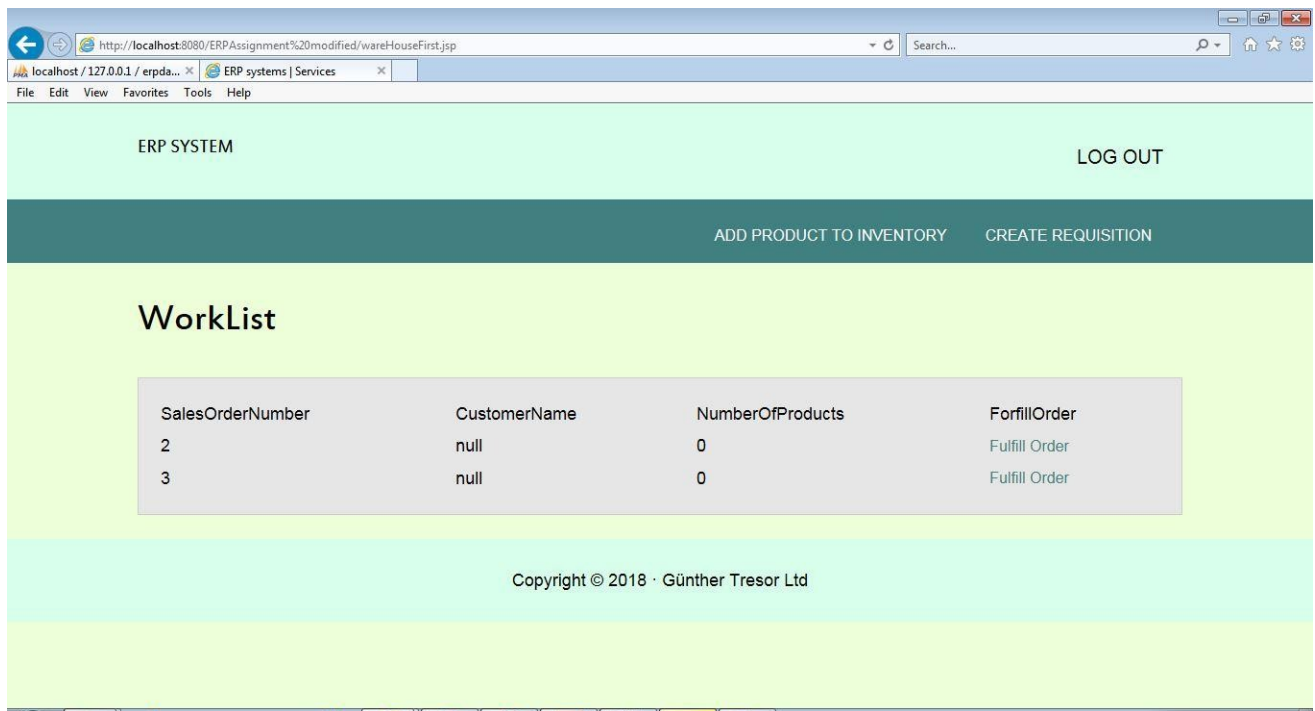 http://localhost:8080/ERPAssignment%20modified/wareHouseFirst.jsp
Search...
localhost / 127.0.0.1 / erpda...
ERP systems | Services
File Edit View Favorites Tools Help
ERP SYSTEM
LOG OUT
ADD PRODUCT TO INVENTORY CREATE REQUISITION
WorkList
SalesOrderNumber CustomerName NumberOfProducts ForfillOrder
2 null 0 Fulfill Order
3 null 0 Fulfill Order
Copyright © 2018 · Günther Tresor Ltd